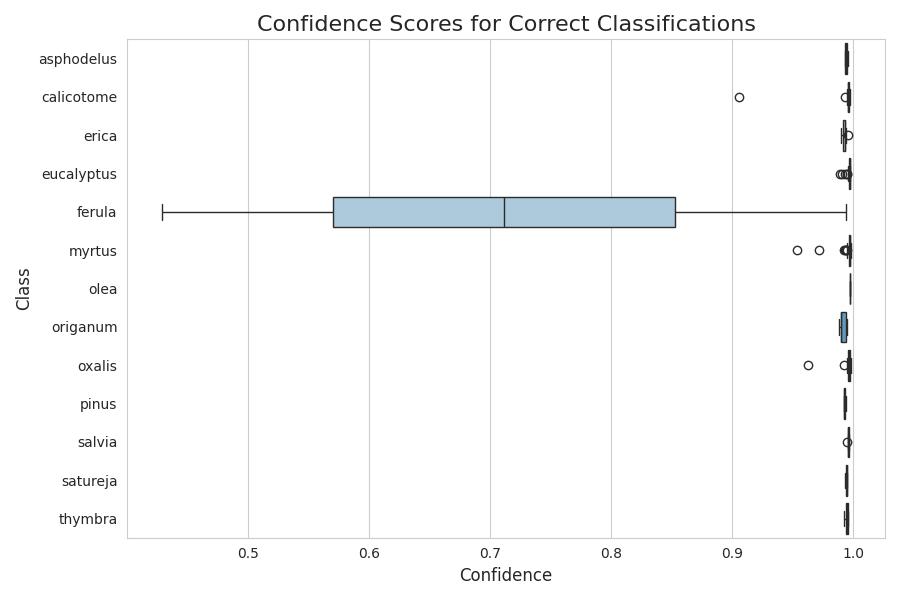 Confidence Scores for Correct Classifications
Class
asphodelus
calicotome
erica
eucalyptus
ferula
myrtus
olea
origanum
oxalis
pinus
salvia
satureja
thymbra
0.5 0.6 0.7 0.8 0.9 1.0
Confidence